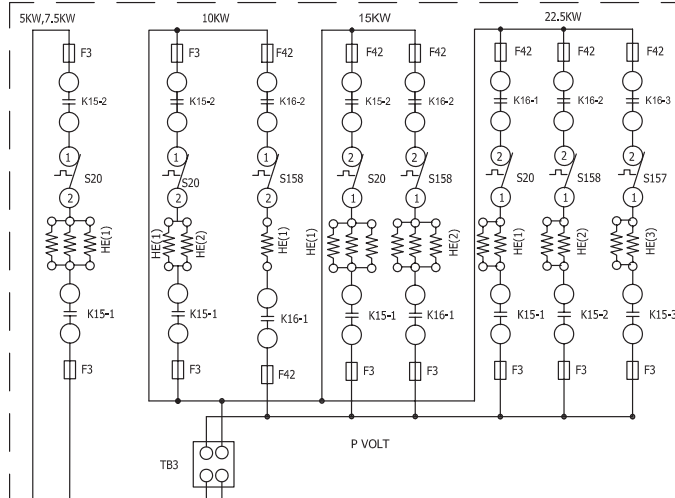 5KW,7.5KW 10KW 15KW 22.5KW
F3 F3 F42 F42 F42 F42 F42 F42
K15-2 K15-2 K16-2 K15-2 K16-2 K16-1 K16-2 K16-3
1 1 1 2 2 2 2 2
S20 S20 S158 S20 S158 S20 S158 S157
2 2 2 1 1 1 1 1
HE(1) HE(1) HE(2) HE(1) HE(1) HE(2) HE(1) HE(2) HE(3)
K15-1 K15-1 K16-1 K15-1 K16-1 K15-1 K15-2 K15-3
F3 F3 F42 F3 F3 F3 F3 F3
P VOLT
TB3